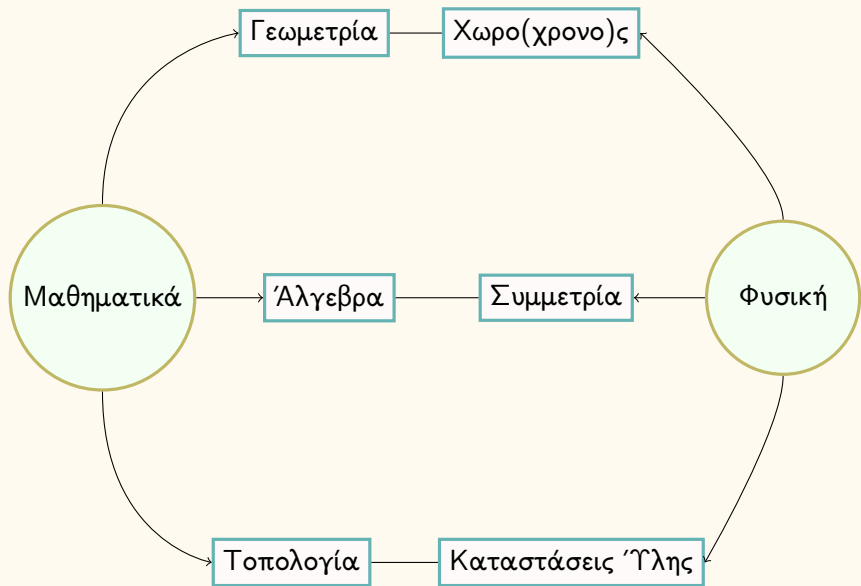 Γεωμετρία
Χωρο(χρονο)ς
Μαθηματικά
Άλγεβρα
Συμμετρία
Φυσική
Τοπολογία
Καταστάσεις Ύλης